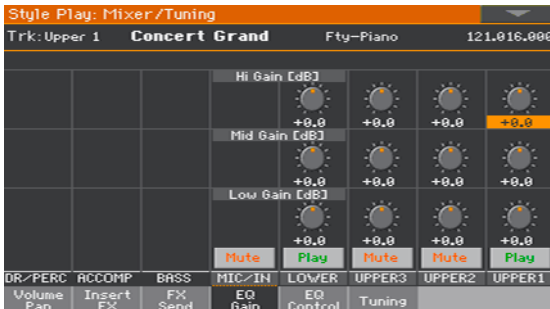 Style Play: Mixer/Tuning
Trk: Upper 1 Concert Grand Fty-Piano 121.016.000
Hi Gain [dB]
+0.0 +0.0 +0.0 +0.0
Mid Gain [dB]
+0.0 +0.0 +0.0 +0.0
Low Gain [dB]
+0.0 +0.0 +0.0 +0.0
Mute Play Mute Mute Play
DR/PERC ACCOMP BASS MIC/IN LOWER UPPER3 UPPER2 UPPER1
Volume Insert FX EQ EQ Tuning
Pan FX Send Gain Control